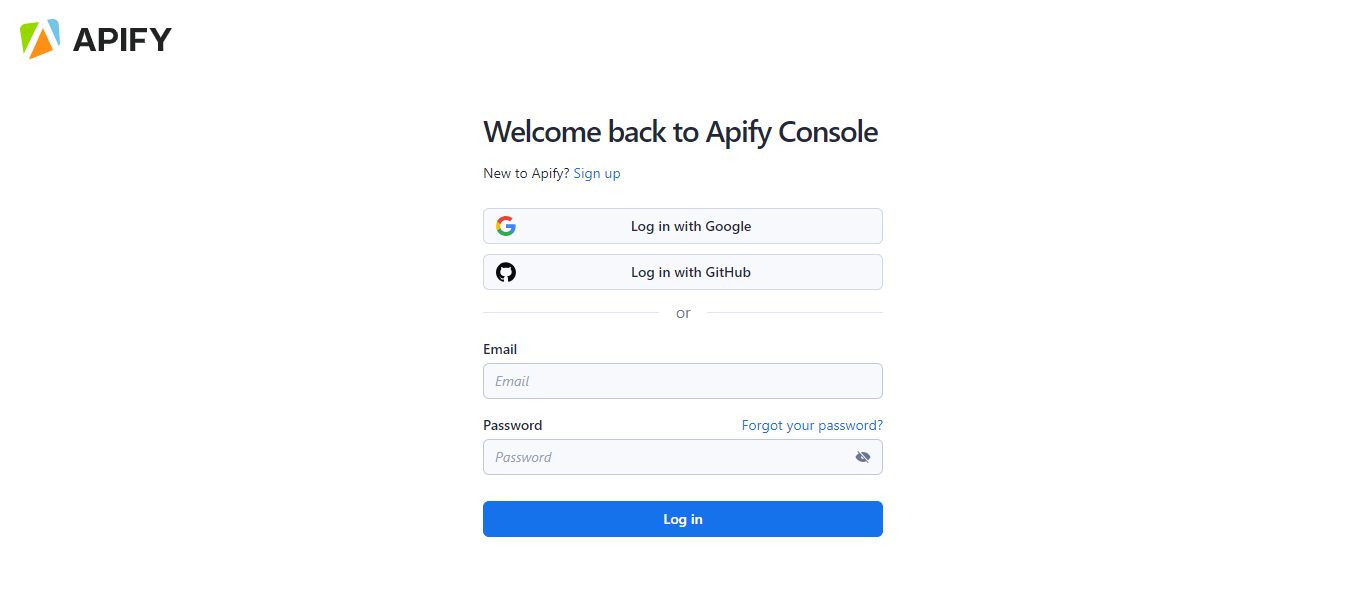 APIFY
Welcome back to Apify Console
New to Apify? Sign up
Log in with Google
Log in with GitHub
or
Email
Email
Password Forgot your password?
Password
Log in